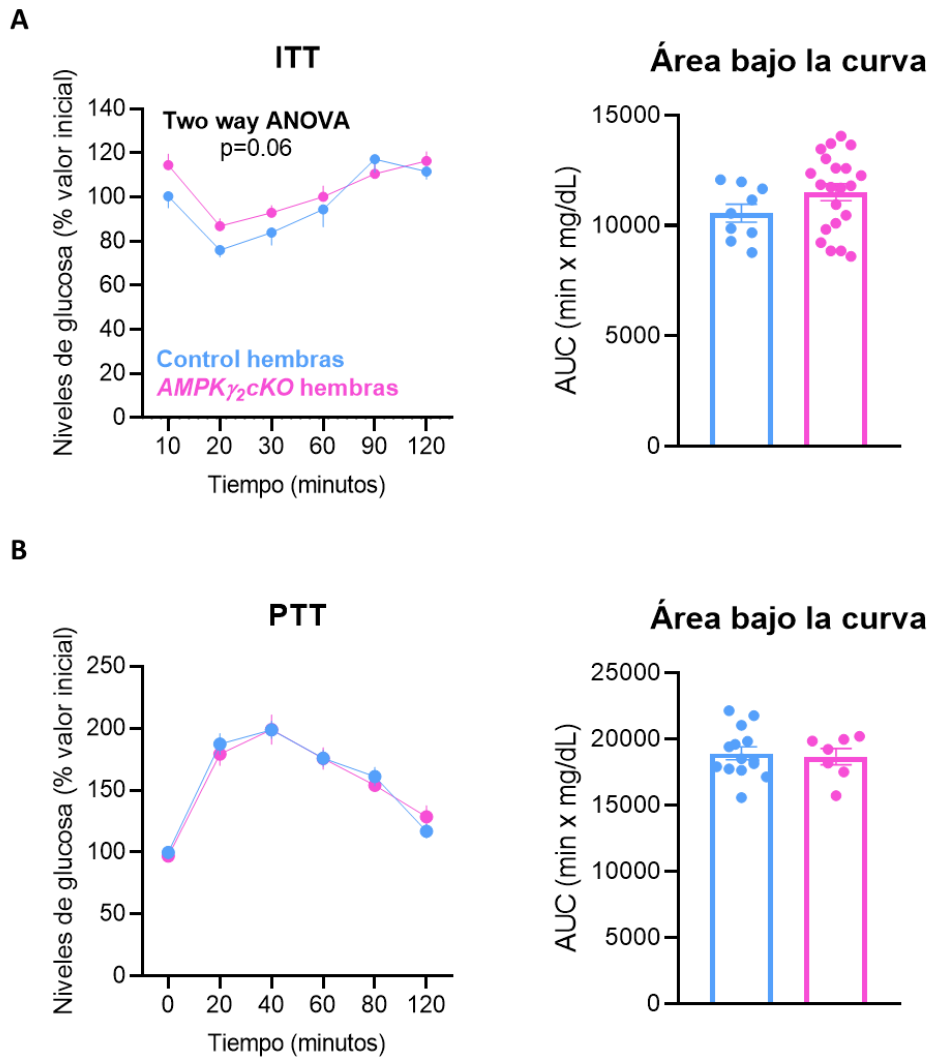 A
ITT
Niveles de glucosa (% valor inicial)
140
120
100
80
60
40
20
0
Two way ANOVA
p=0.06
Control hembras
AMPKγ₂cKO hembras
10 20 30 60 90 120
Tiempo (minutos)
Área bajo la curva
AUC (min x mg/dL)
15000
10000
5000
0
B
PTT
Niveles de glucosa (% valor inicial)
250
200
150
100
50
0
0 20 40 60 80 120
Tiempo (minutos)
Área bajo la curva
AUC (min x mg/dL)
25000
20000
15000
10000
5000
0